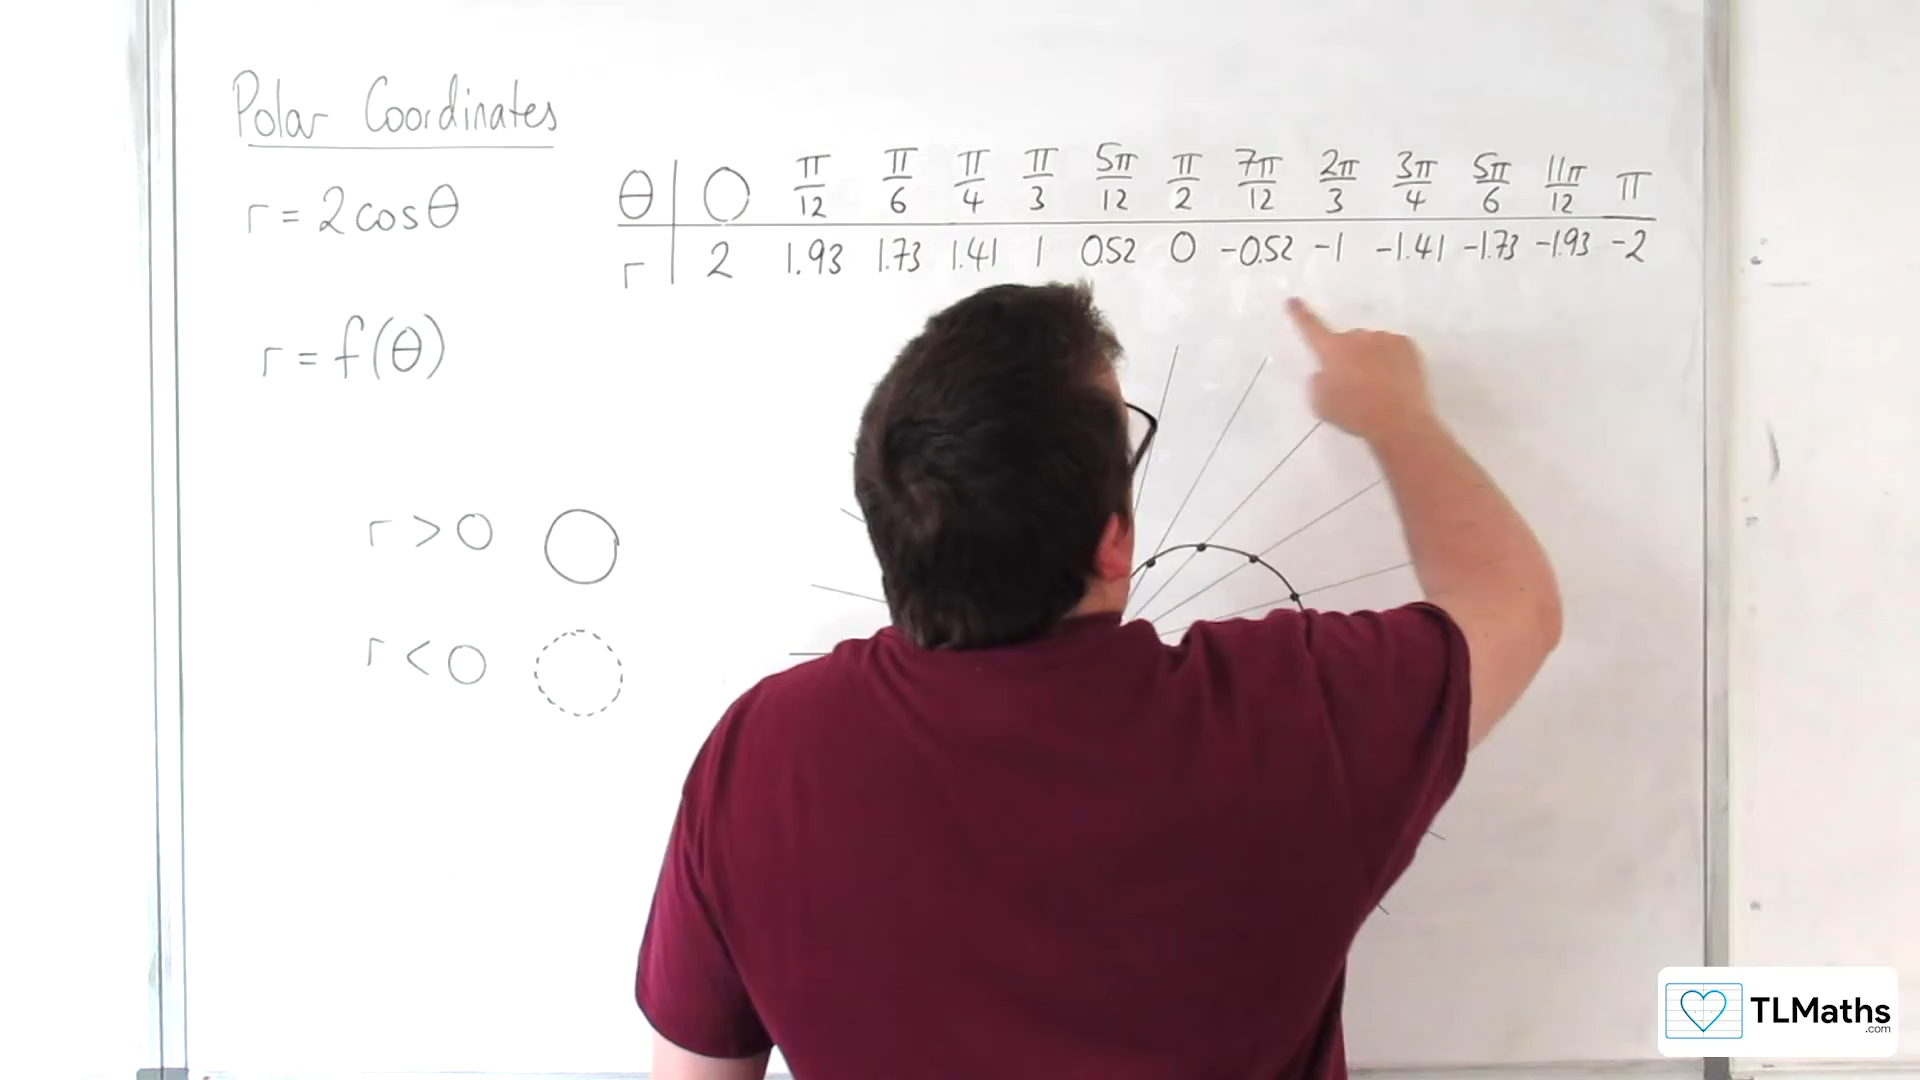 Polar Coordinates
r = 2cosθ
θ | 0 π/12 π/6 π/4 π/3 5π/12 π/2 7π/12 2π/3 3π/4 5π/6 11π/12 π
r | 2 1.93 1.73 1.41 1 0.52 0 -0.52 -1 -1.41 -1.73 -1.93 -2
r = f(θ)
r > 0
r < 0
TLMaths
.com